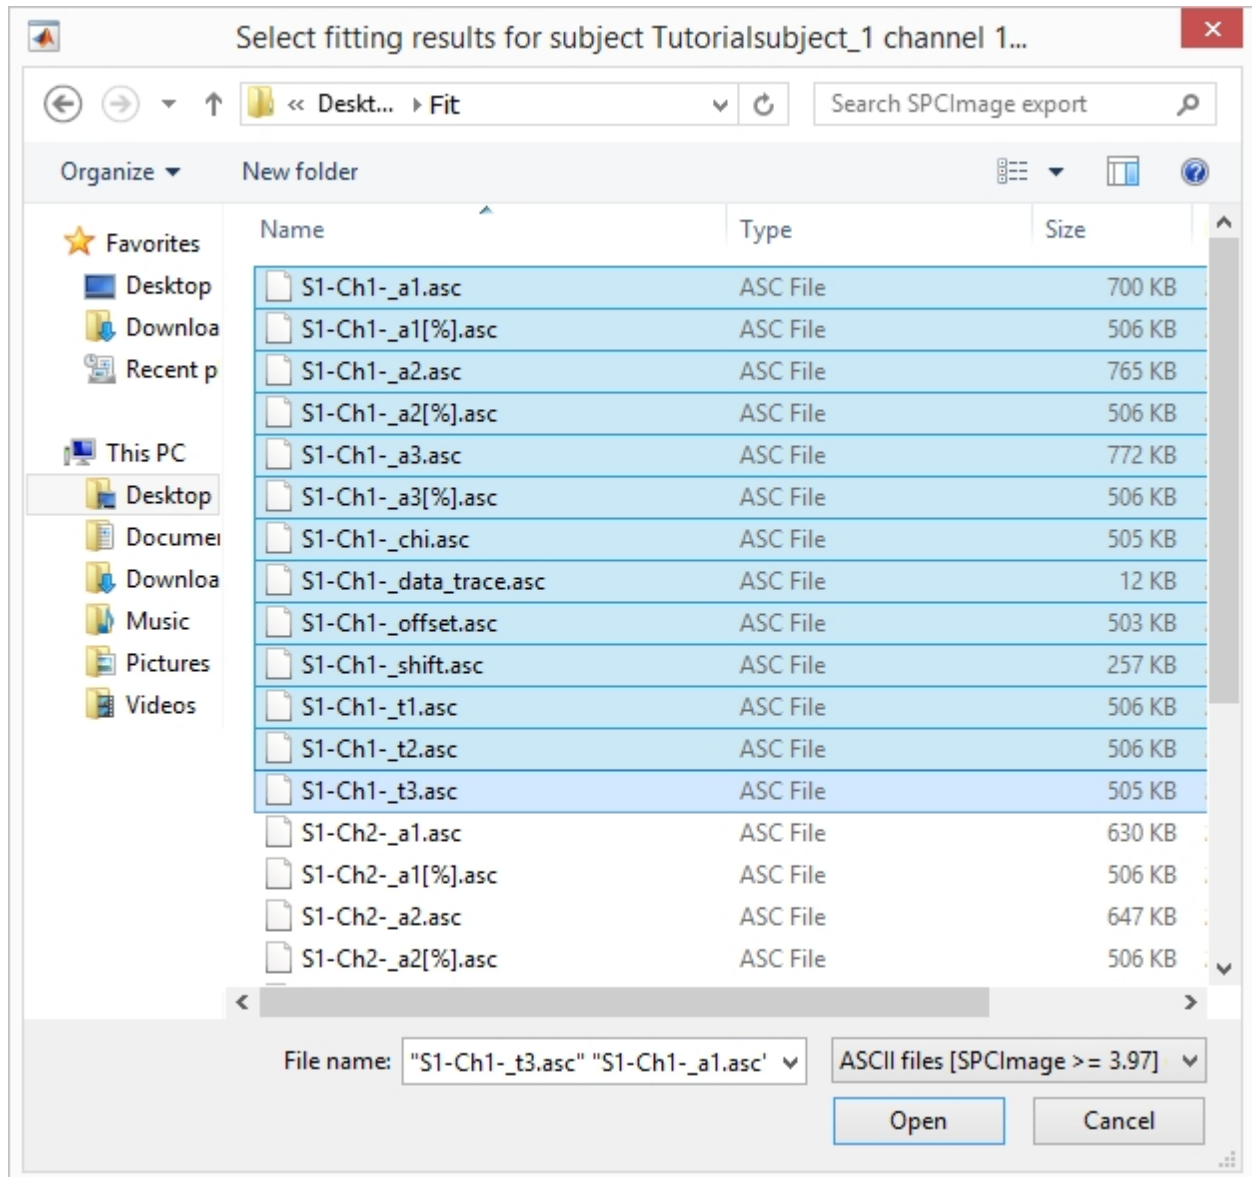 Select fitting results for subject Tutorialsubject_1 channel 1...
« Deskt... Fit
Search SPCImage export
Organize New folder
Name Type Size
Favorites
Desktop
Downloa
Recent p
This PC
Desktop
Documer
Downloa
Music
Pictures
Videos
S1-Ch1-_a1.asc ASC File 700 KB
S1-Ch1-_a1[%].asc ASC File 506 KB
S1-Ch1-_a2.asc ASC File 765 KB
S1-Ch1-_a2[%].asc ASC File 506 KB
S1-Ch1-_a3.asc ASC File 772 KB
S1-Ch1-_a3[%].asc ASC File 506 KB
S1-Ch1-_chi.asc ASC File 505 KB
S1-Ch1-_data_trace.asc ASC File 12 KB
S1-Ch1-_offset.asc ASC File 503 KB
S1-Ch1-_shift.asc ASC File 257 KB
S1-Ch1-_t1.asc ASC File 506 KB
S1-Ch1-_t2.asc ASC File 506 KB
S1-Ch1-_t3.asc ASC File 505 KB
S1-Ch2-_a1.asc ASC File 630 KB
S1-Ch2-_a1[%].asc ASC File 506 KB
S1-Ch2-_a2.asc ASC File 647 KB
S1-Ch2-_a2[%].asc ASC File 506 KB
File name: "S1-Ch1-_t3.asc" "S1-Ch1-_a1.asc' ASCII files [SPCImage >= 3.97]
Open Cancel